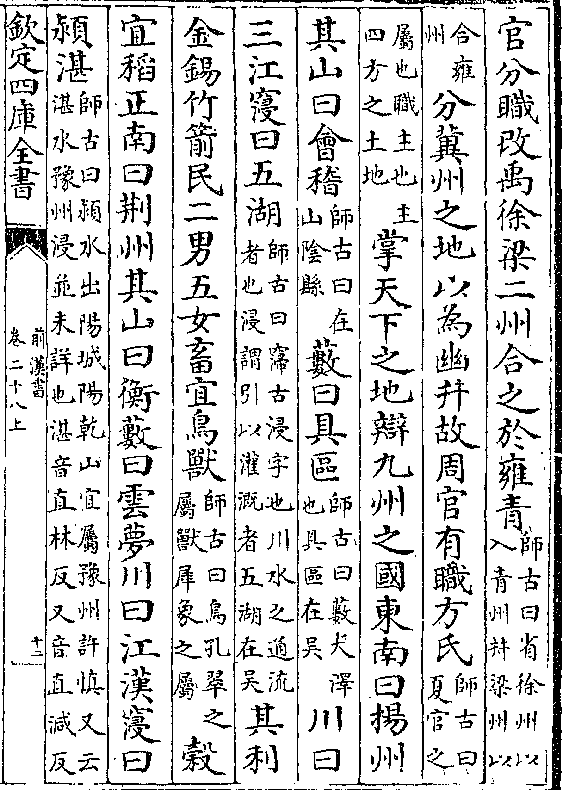 官分職改禹徐梁二州合之於雍青師古曰省徐州以入青州并梁州以
合雍州分冀州之地以為幽并故周官有職方氏師古曰夏官之
屬也職主也主四方之土地掌天下之地辯九州之國東南曰揚州
其山曰會稽師古曰在山陰縣藪曰具區師古曰藪大澤也具區在吳川曰
三江寖曰五湖師古曰寖古浸字也川水之通流者也浸謂引以灌溉者五湖在吳其利
金錫竹箭民二男五女畜宜鳥獸師古曰鳥孔翠之屬獸犀象之屬榖
宜稻正南曰荆州其山曰衡藪曰雲夢川曰江漢寖曰
潁湛師古曰潁水出陽城陽乾山宜屬豫州許慎又云湛水豫州浸並未詳也湛音直林反又音直減反
欽定四庫全書
前漢書
卷二十八上
十二